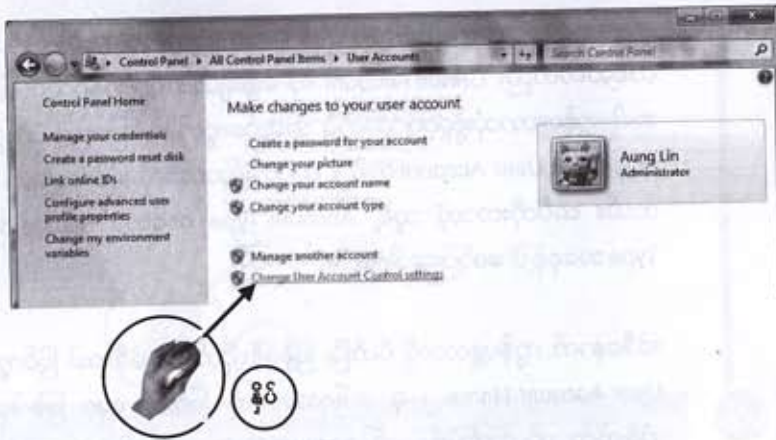 Control Panel ▸ All Control Panel Items ▸ User Accounts
Search Control Panel
Control Panel Home
Manage your credentials
Create a password reset disk
Link online IDs
Configure advanced user
profile properties
Change my environment
variables
Make changes to your user account
Create a password for your account
Change your picture
Change your account name
Change your account type
Manage another account
Change User Account Control settings
Aung Lin
Administrator
နှိပ်